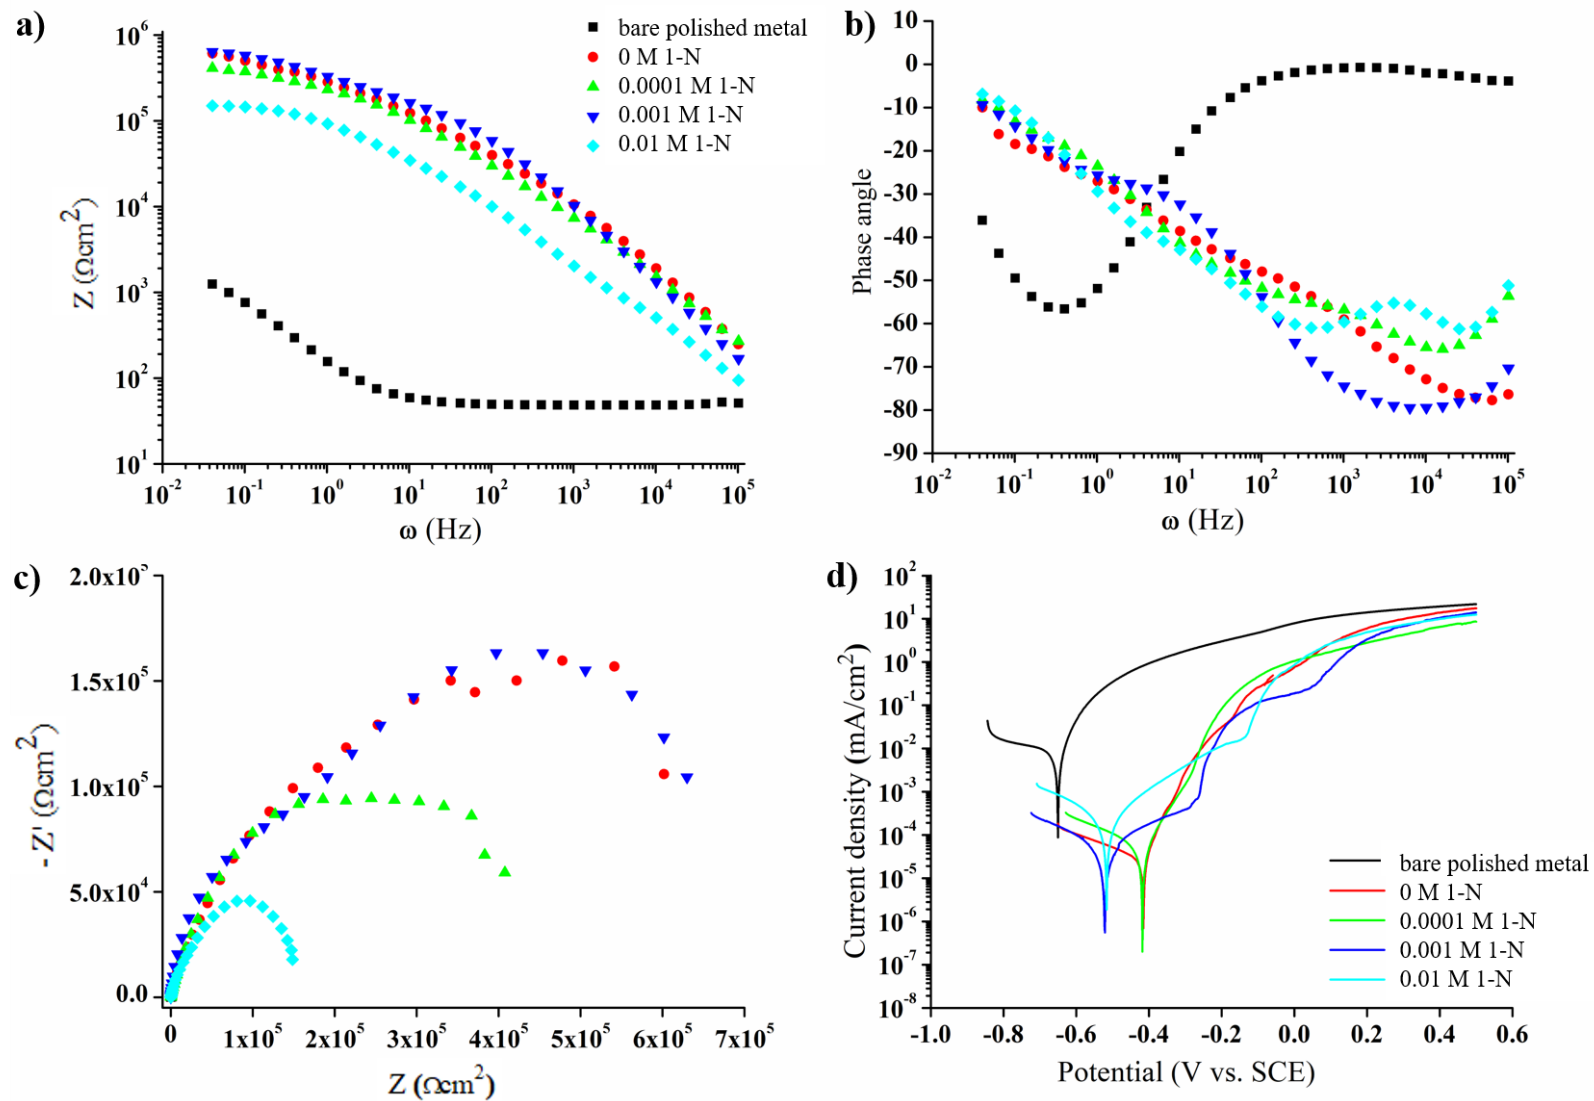 a)
10^6
10^5
10^4
10^3
10^2
10^1
10^-2
10^-1
10^0
10^1
10^2
10^3
10^4
10^5
Z (Ωcm^2)
ω (Hz)
bare polished metal
0 M 1-N
0.0001 M 1-N
0.001 M 1-N
0.01 M 1-N
b)
10
0
-10
-20
-30
-40
-50
-60
-70
-80
-90
10^-2
10^-1
10^0
10^1
10^2
10^3
10^4
10^5
Phase angle
ω (Hz)
c)
2.0x10^5
1.5x10^5
1.0x10^5
5.0x10^4
0.0
0
1x10^5
2x10^5
3x10^5
4x10^5
5x10^5
6x10^5
7x10^5
- Z' (Ωcm^2)
Z (Ωcm^2)
d)
10^2
10^1
10^0
10^-1
10^-2
10^-3
10^-4
10^-5
10^-6
10^-7
10^-8
-1.0
-0.8
-0.6
-0.4
-0.2
0.0
0.2
0.4
0.6
Current density (mA/cm^2)
Potential (V vs. SCE)
bare polished metal
0 M 1-N
0.0001 M 1-N
0.001 M 1-N
0.01 M 1-N